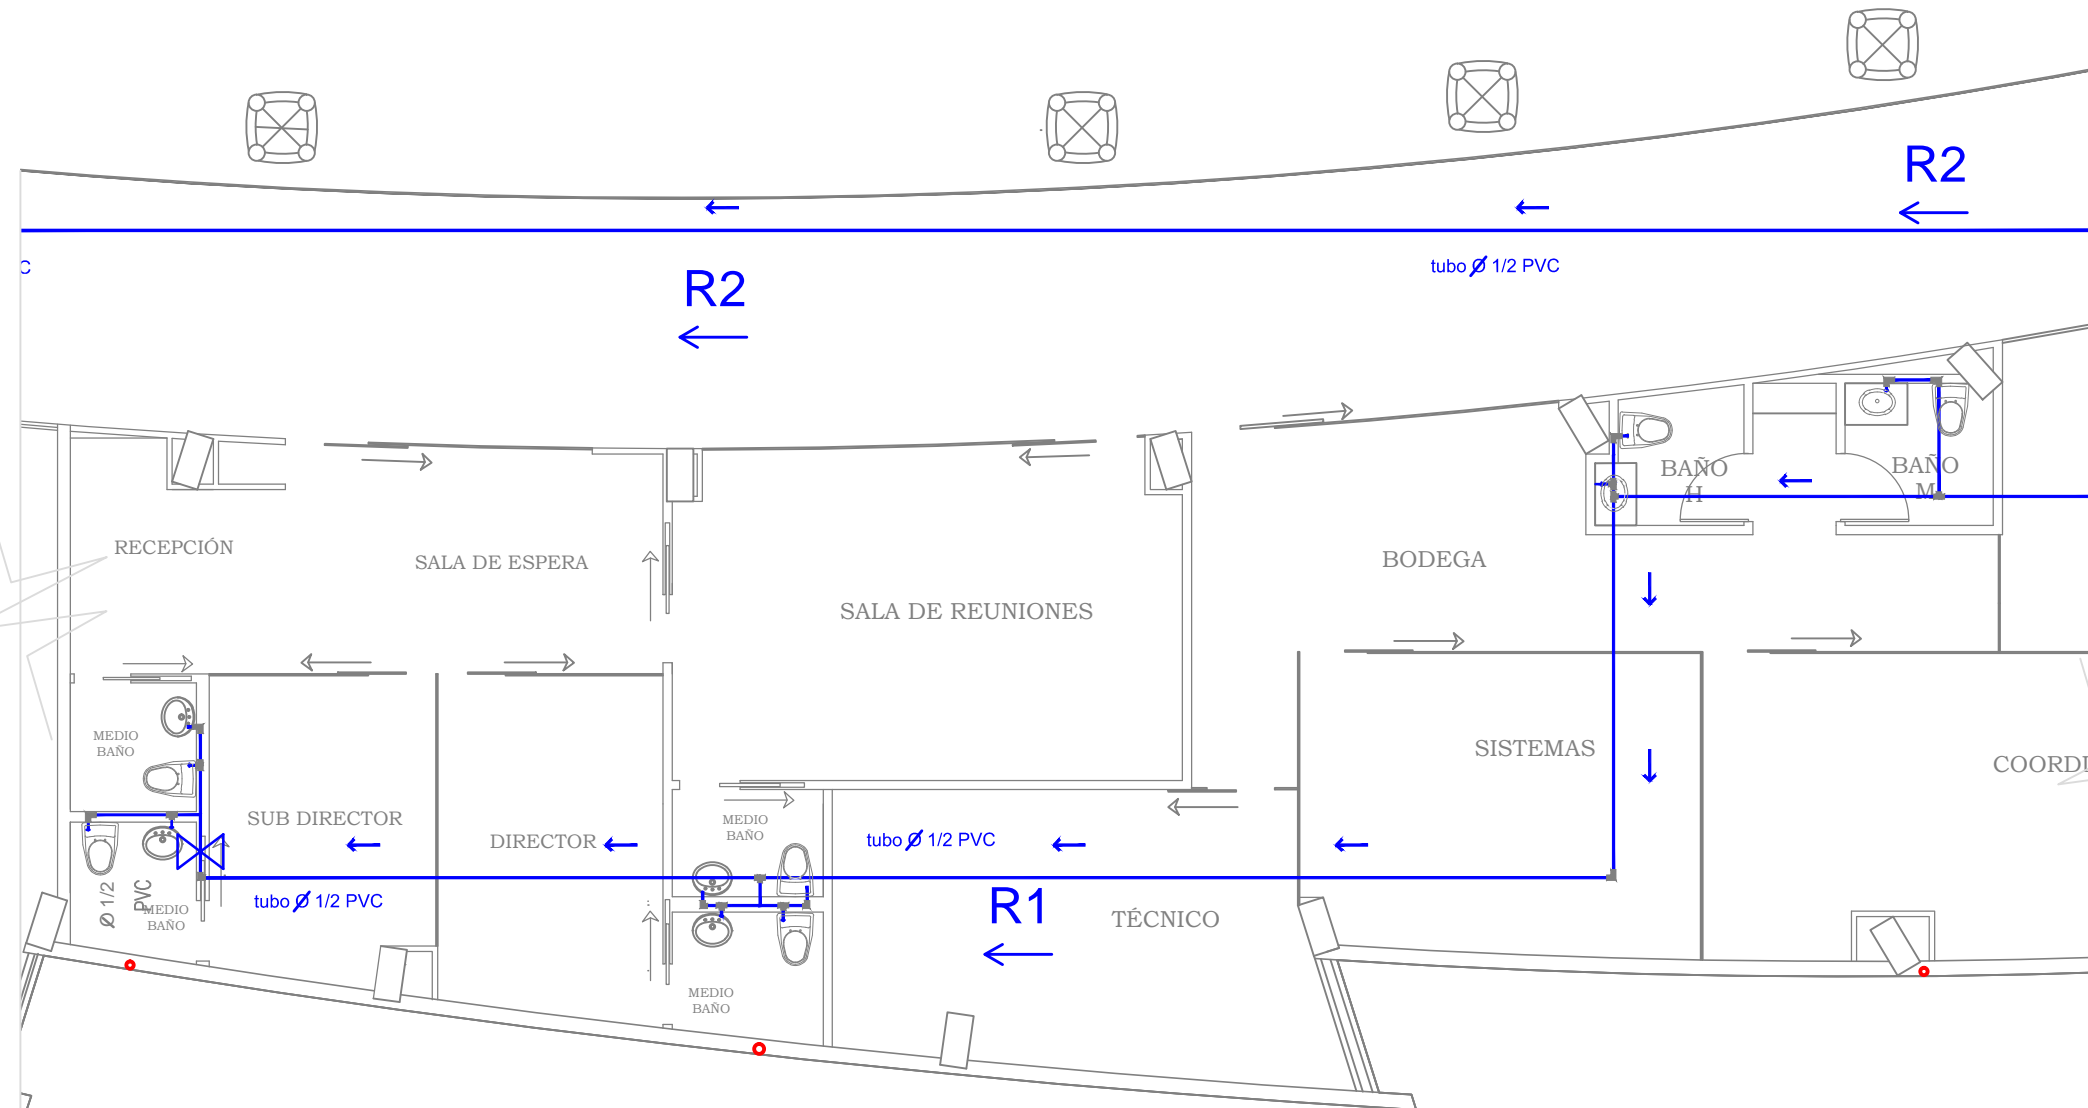 R2
C
tubo Ø 1/2 PVC
R2
BAÑO
H
BAÑO
M
RECEPCIÓN
SALA DE ESPERA
BODEGA
SALA DE REUNIONES
MEDIO
BAÑO
SISTEMAS
COORDI
SUB DIRECTOR
DIRECTOR
MEDIO
BAÑO
tubo Ø 1/2 PVC
Ø 1/2
PVC
MEDIO
BAÑO
tubo Ø 1/2 PVC
R1
TÉCNICO
MEDIO
BAÑO